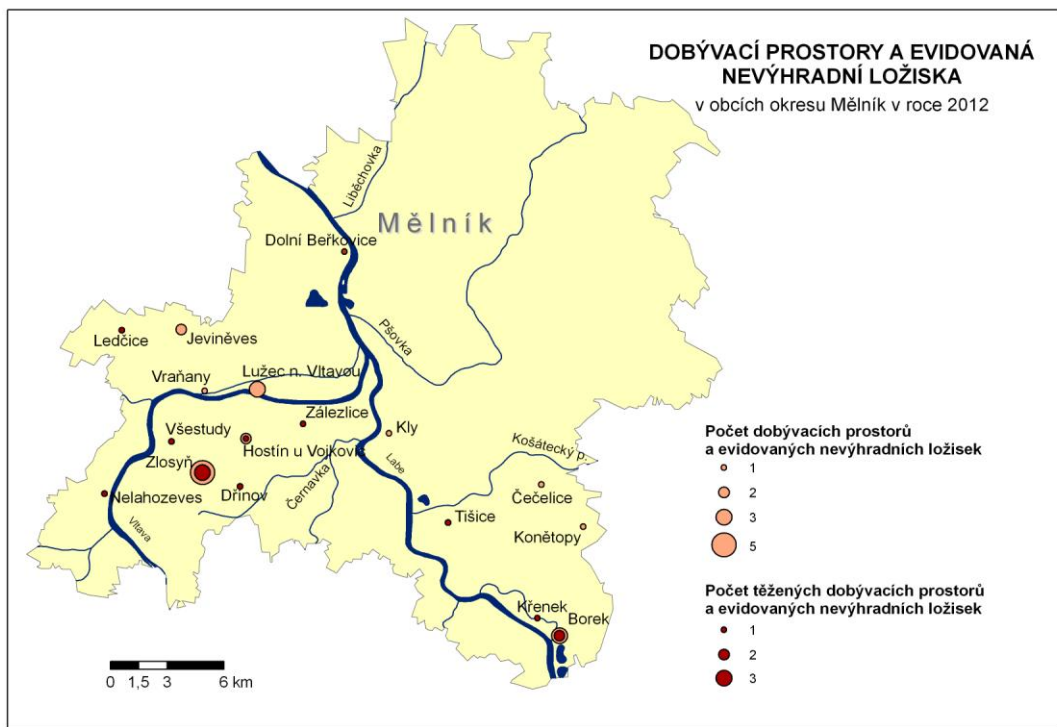 DOBÝVACÍ PROSTORY A EVIDOVANÁ
NEVÝHRADNÍ LOŽISKA
v obcích okresu Mělník v roce 2012
Liběchovka
Mělník
Dolní Beřkovice
Pšovka
Ledčice
Jeviněves
Lužec n. Vltavou
Vraňany
Zálezlice
Všestudy
Hostín u Vojkovic
Kly
Košátecký p.
Zlosyň
Labe
Černavka
Čečelice
Nelahozeves
Dřínov
Vltava
Tišice
Konětopy
Křenek
Borek
Počet dobývacích prostorů
a evidovaných nevýhradních ložisek
1
2
3
5
Počet těžených dobývacích prostorů
a evidovaných nevýhradních ložisek
1
2
3
0 1,5 3 6 km